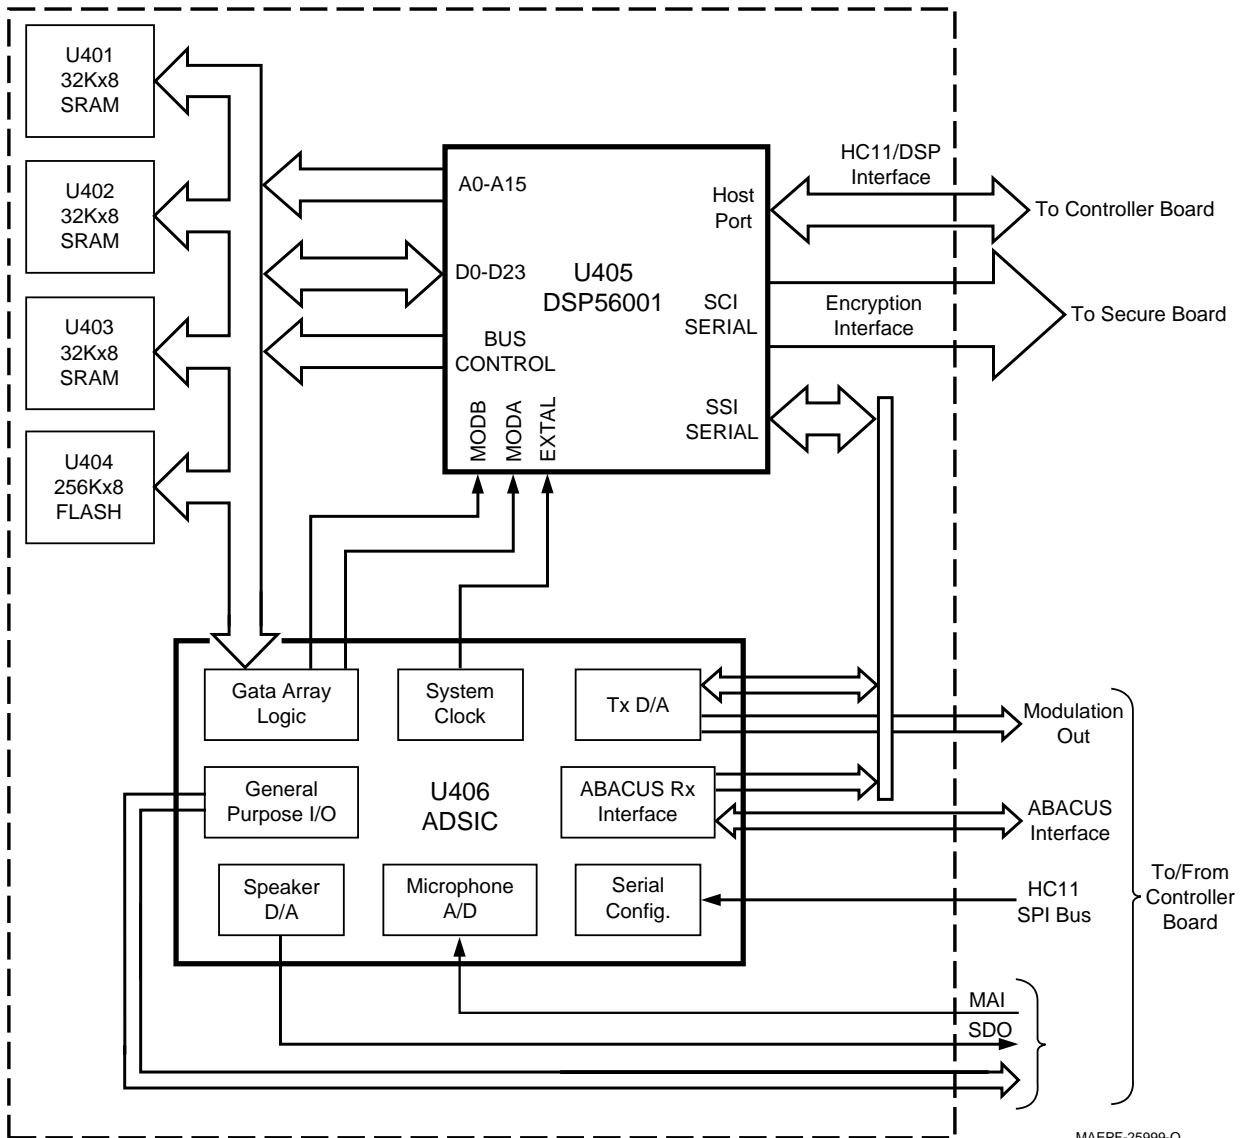 U401
32Kx8
SRAM
U402
32Kx8
SRAM
U403
32Kx8
SRAM
U404
256Kx8
FLASH
A0-A15
D0-D23
BUS
CONTROL
MODB
MODA
EXTAL
U405
DSP56001
Host
Port
SCI
SERIAL
SSI
SERIAL
HC11/DSP
Interface
To Controller Board
Encryption
Interface
To Secure Board
Gata Array
Logic
System
Clock
Tx D/A
General
Purpose I/O
U406
ADSIC
ABACUS Rx
Interface
Speaker
D/A
Microphone
A/D
Serial
Config.
Modulation
Out
ABACUS
Interface
HC11
SPI Bus
To/From
Controller
Board
MAI
SDO
MAEPF-25999-O